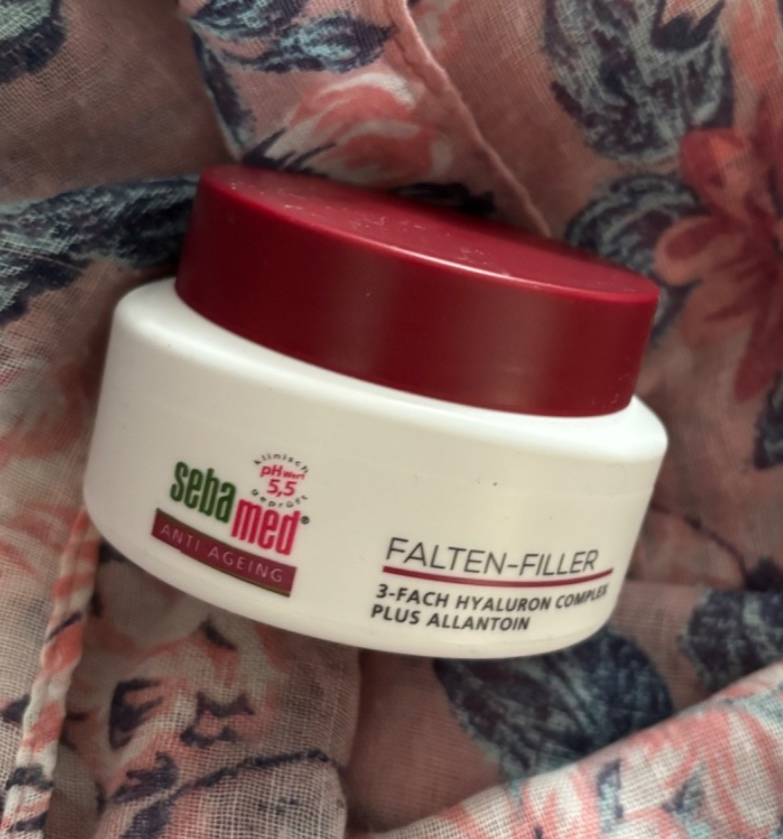 klinisch
pH Wert
5,5
geprüft
sebamed®
ANTI AGEING
FALTEN-FILLER
3-FACH HYALURON COMPLEX
PLUS ALLANTOIN